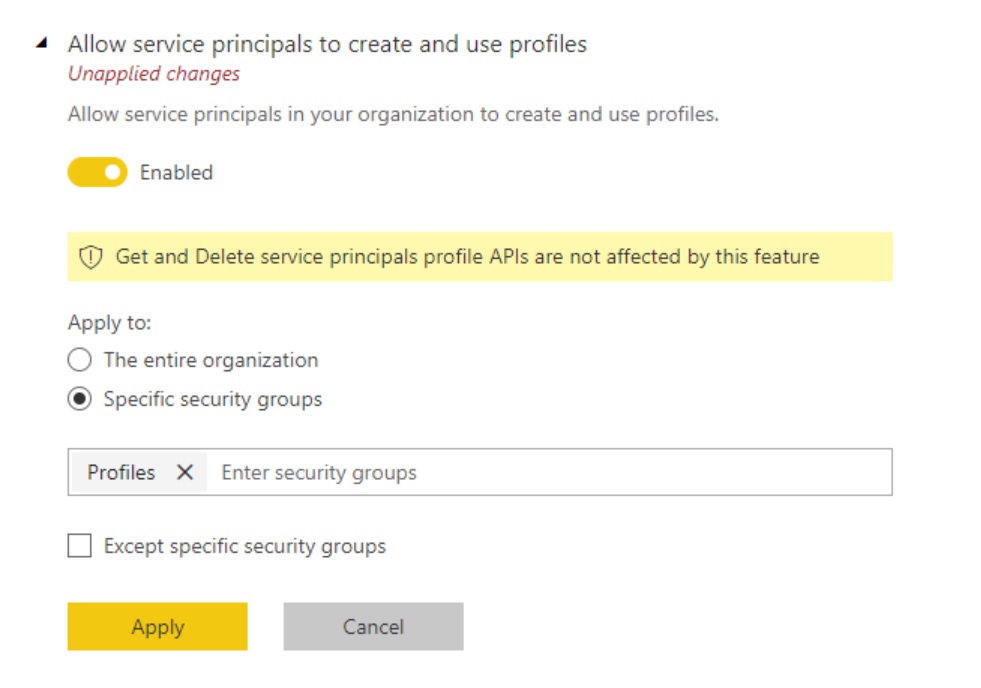 Allow service principals to create and use profiles
Unapplied changes
Allow service principals in your organization to create and use profiles.
Enabled
Get and Delete service principals profile APIs are not affected by this feature
Apply to:
The entire organization
Specific security groups
Profiles Enter security groups
Except specific security groups
Apply Cancel